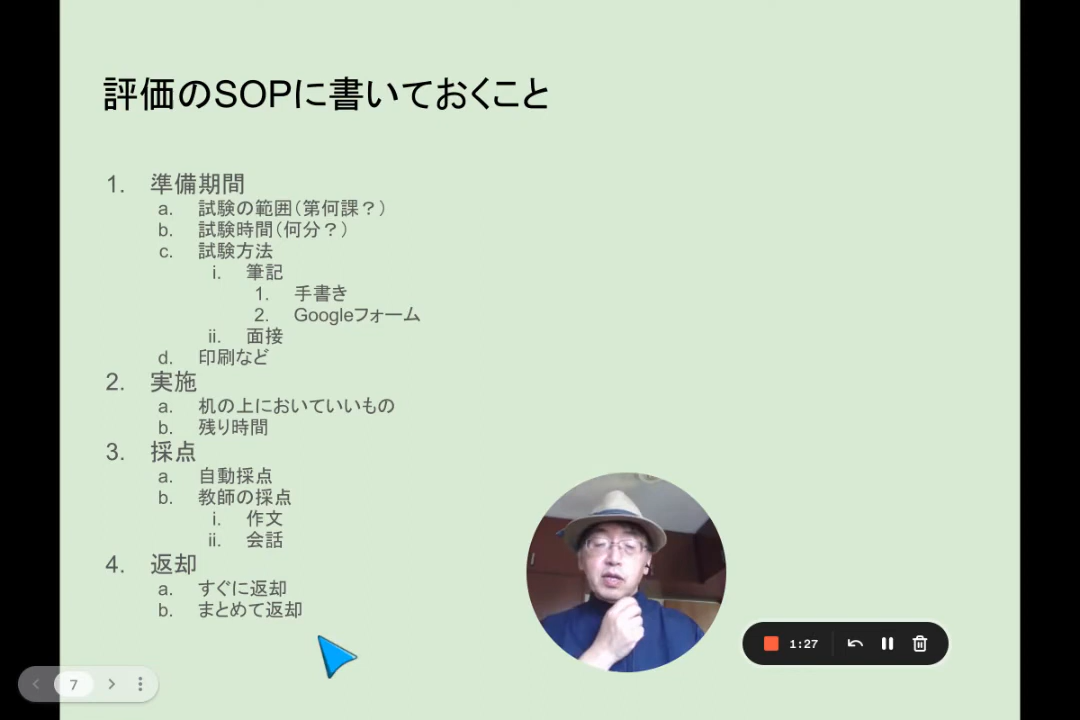 評価のSOPに書いておくこと
1. 準備期間
a. 試験の範囲（第何課？）
b. 試験時間（何分？）
c. 試験方法
i. 筆記
1. 手書き
2. Googleフォーム
ii. 面接
d. 印刷など
2. 実施
a. 机の上においていいもの
b. 残り時間
3. 採点
a. 自動採点
b. 教師の採点
i. 作文
ii. 会話
4. 返却
a. すぐに返却
b. まとめて返却
1:27
7